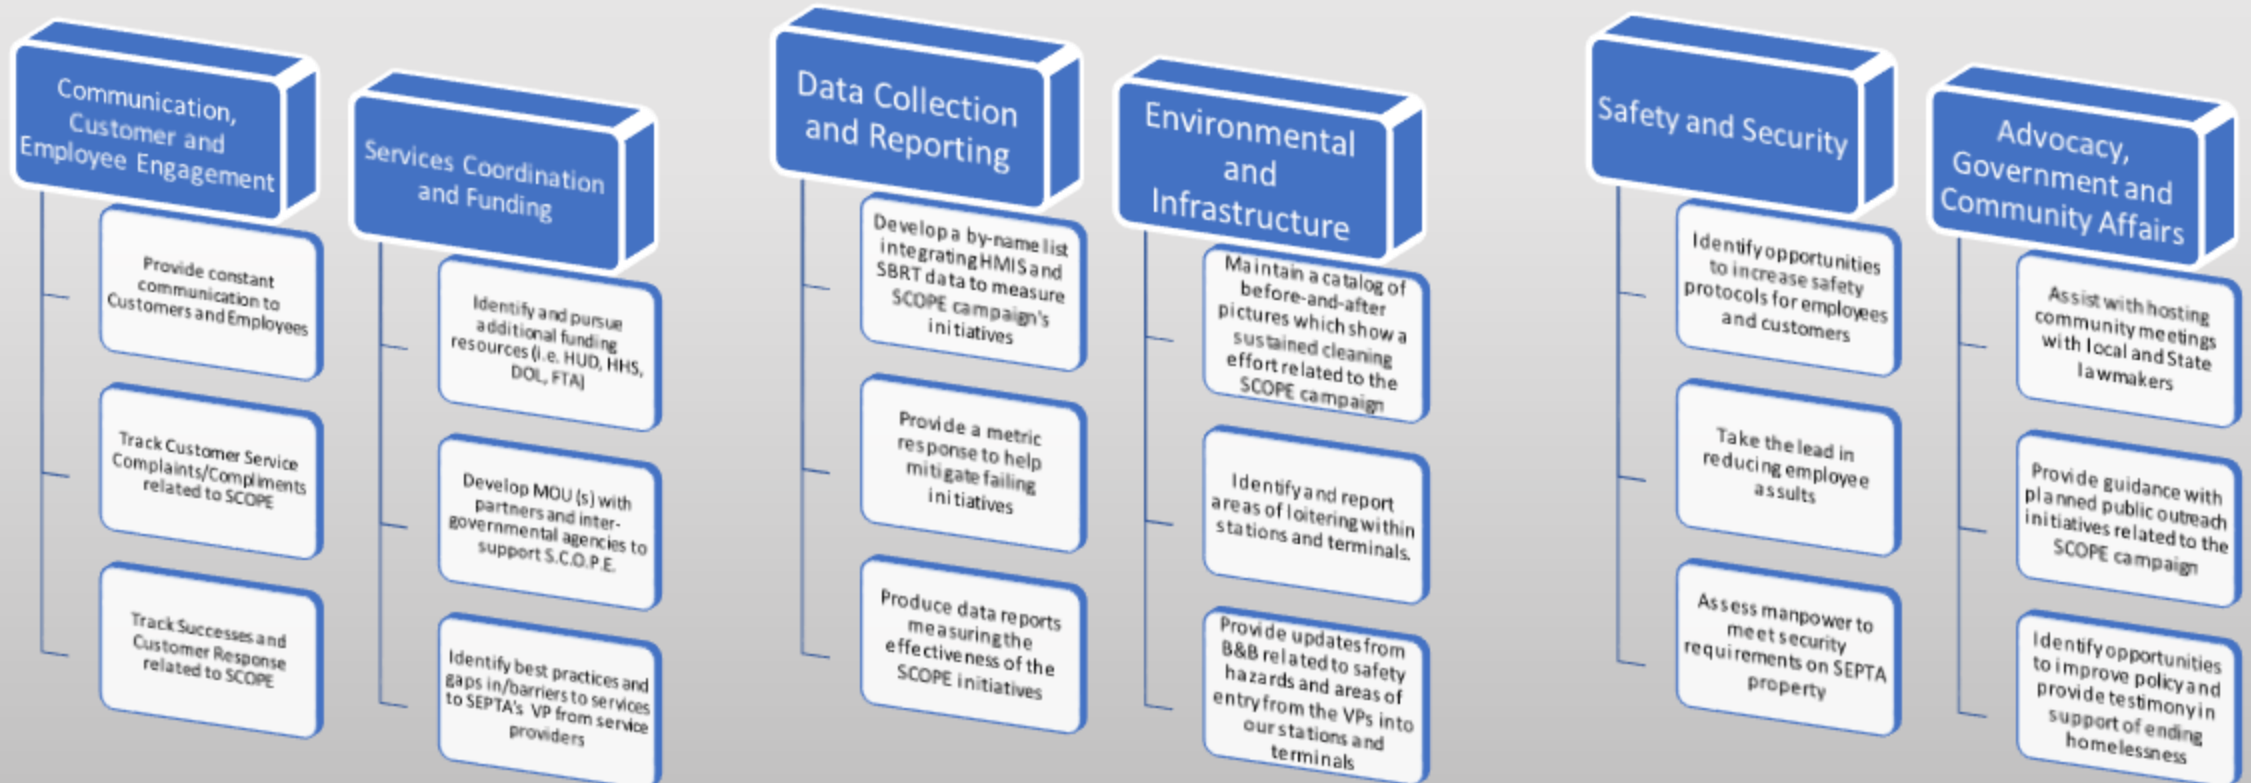 Communication,
Customer and
Employee Engagement
Provide constant
communication to
Customers and Employees
Track Customer Service
Complaints/Compliments
related to SCOPE
Track Successes and
Customer Response
related to SCOPE
Services Coordination
and Funding
Identify and pursue
additional funding
resources (i.e. HUD, HHS,
DOL, FTA)
Develop MOU (s) with
partners and inter-
governmental agencies to
support S.C.O.P.E.
Identify best practices and
gaps in/barriers to services
to SEPTA's VP from service
providers
Data Collection
and Reporting
Develop a by-name list
integrating HMIS and
SBRT data to measure
SCOPE campaign's
initiatives
Provide a metric
response to help
mitigate failing
initiatives
Produce data reports
measuring the
effectiveness of the
SCOPE initiatives
Environmental
and
Infrastructure
Maintain a catalog of
before-and-after
pictures which show a
sustained cleaning
effort related to the
SCOPE campaign
Identify and report
areas of loitering within
stations and terminals.
Provide updates from
B&B related to safety
hazards and areas of
entry from the VPs into
our stations and
terminals
Safety and Security
Identify opportunities
to increase safety
protocols for employees
and customers
Take the lead in
reducing employee
assults
Assess manpower to
meet security
requirements on SEPTA
property
Advocacy,
Government and
Community Affairs
Assist with hosting
community meetings
with local and State
lawmakers
Provide guidance with
planned public outreach
initiatives related to the
SCOPE campaign
Identify opportunities
to improve policy and
provide testimony in
support of ending
homelessness